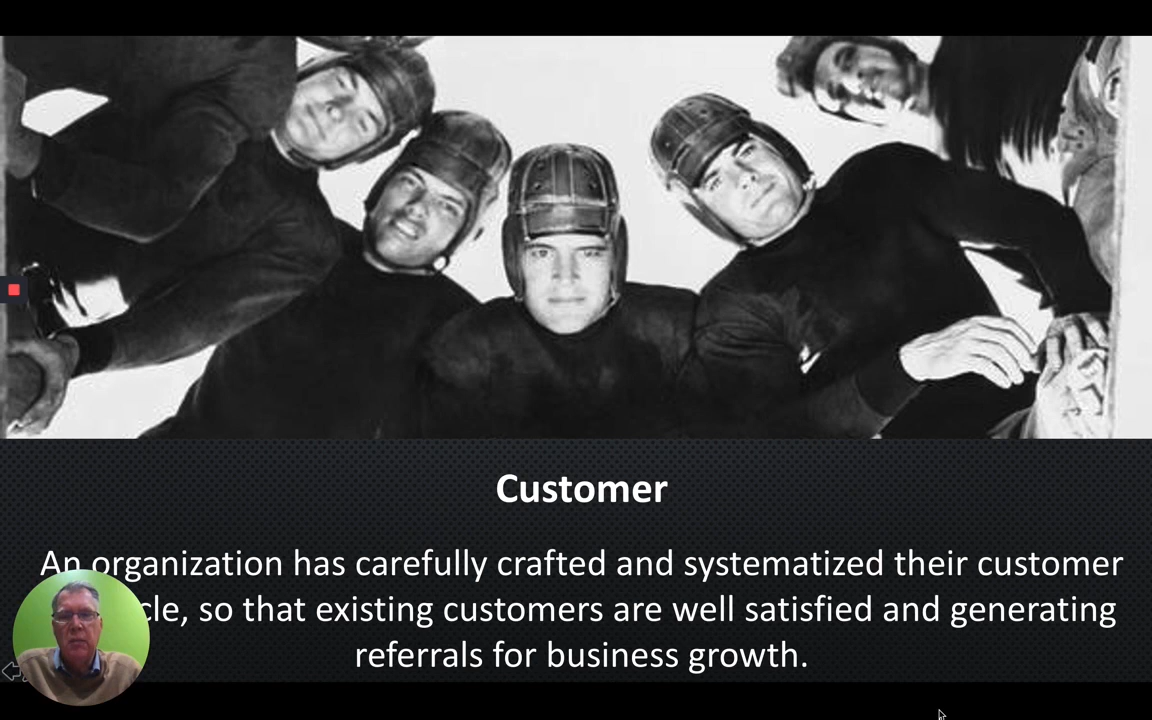 Customer
An organization has carefully crafted and systematized their customer
cle, so that existing customers are well satisfied and generating
referrals for business growth.